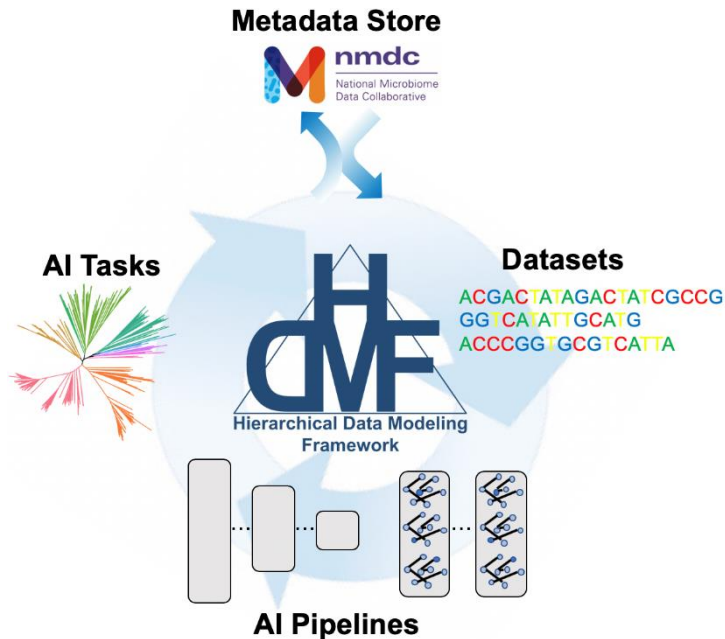 Metadata Store
nmdc
National Microbiome
Data Collaborative
AI Tasks
Datasets
ACGACTATAGACTATCGCCG
GGTCATATTGCATG
ACCCGGTGCGTCATTA
HDMF
Hierarchical Data Modeling
Framework
... ...
...
AI Pipelines